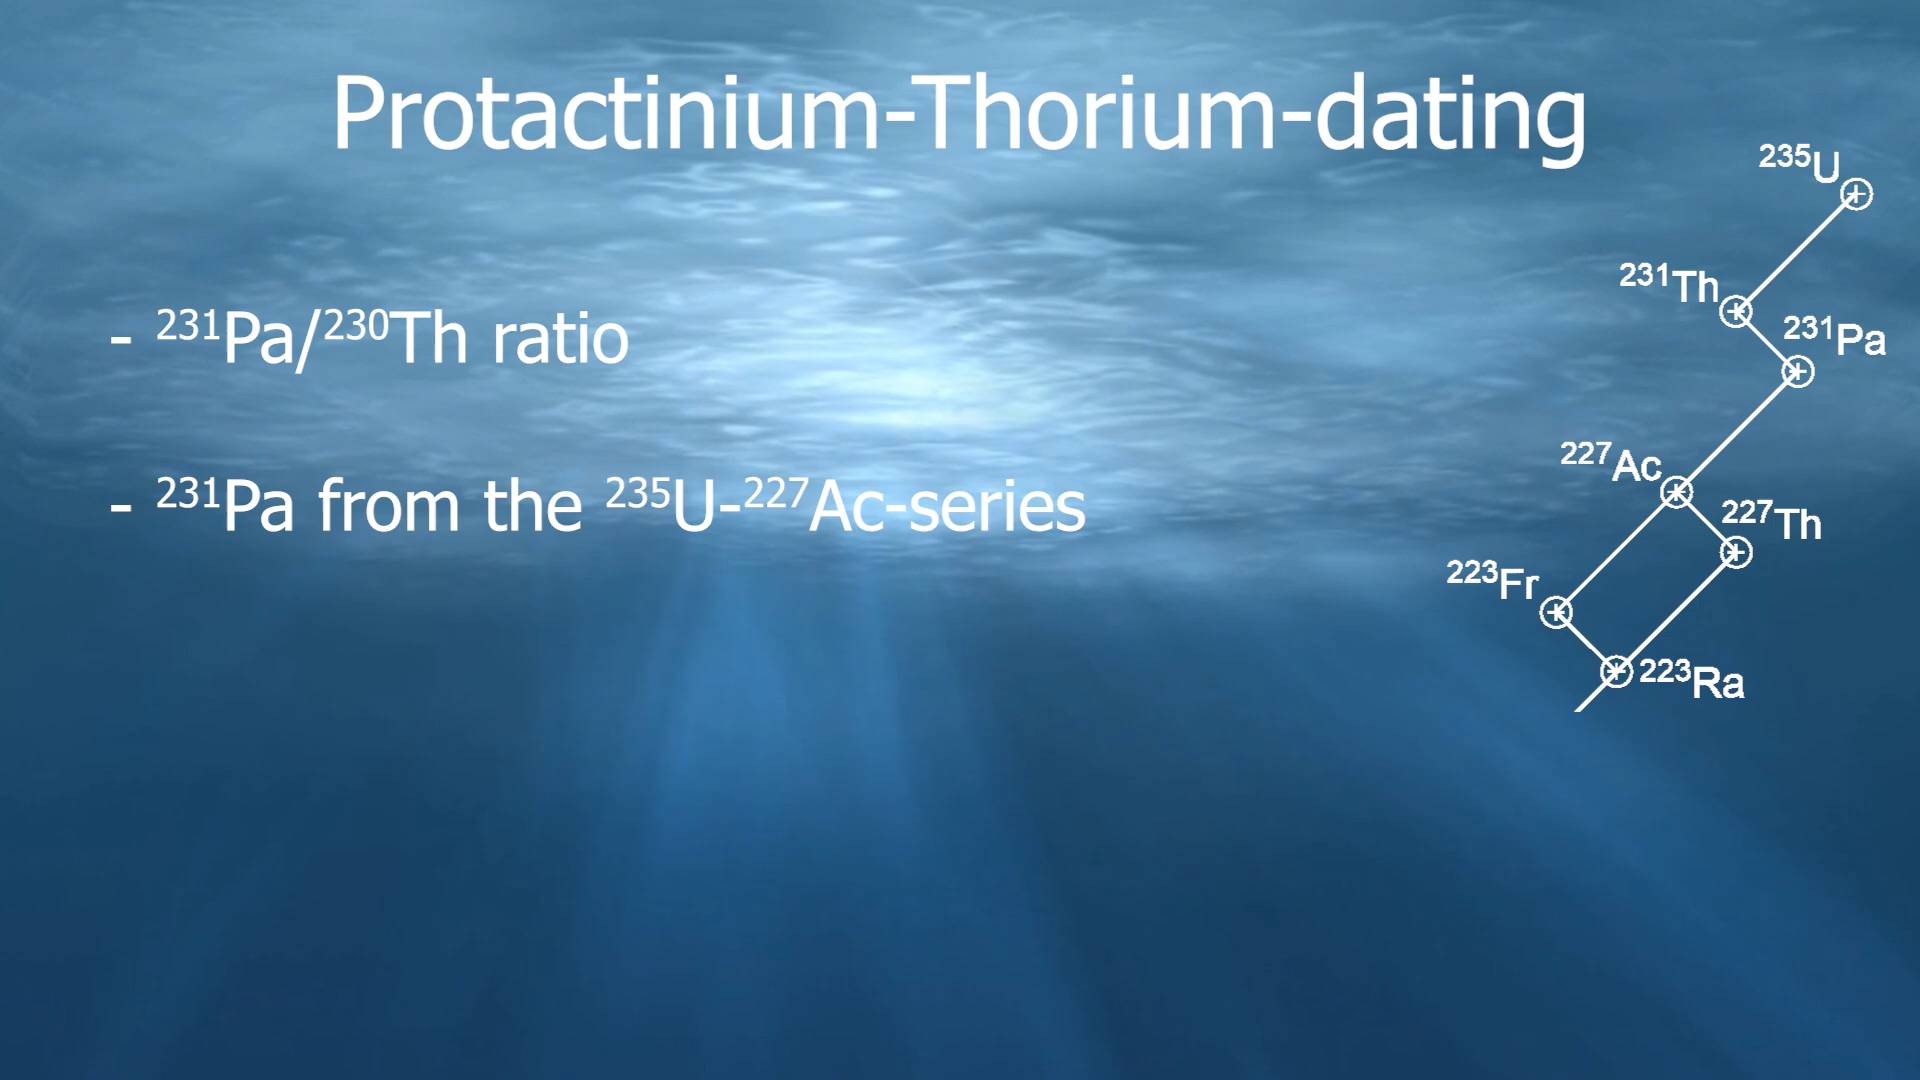 Protactinium-Thorium-dating
- ²³¹Pa/²³⁰Th ratio
- ²³¹Pa from the ²³⁵U-²²⁷Ac-series
²³⁵U
²³¹Th
²³¹Pa
²²⁷Ac
²²⁷Th
²²³Fr
²²³Ra